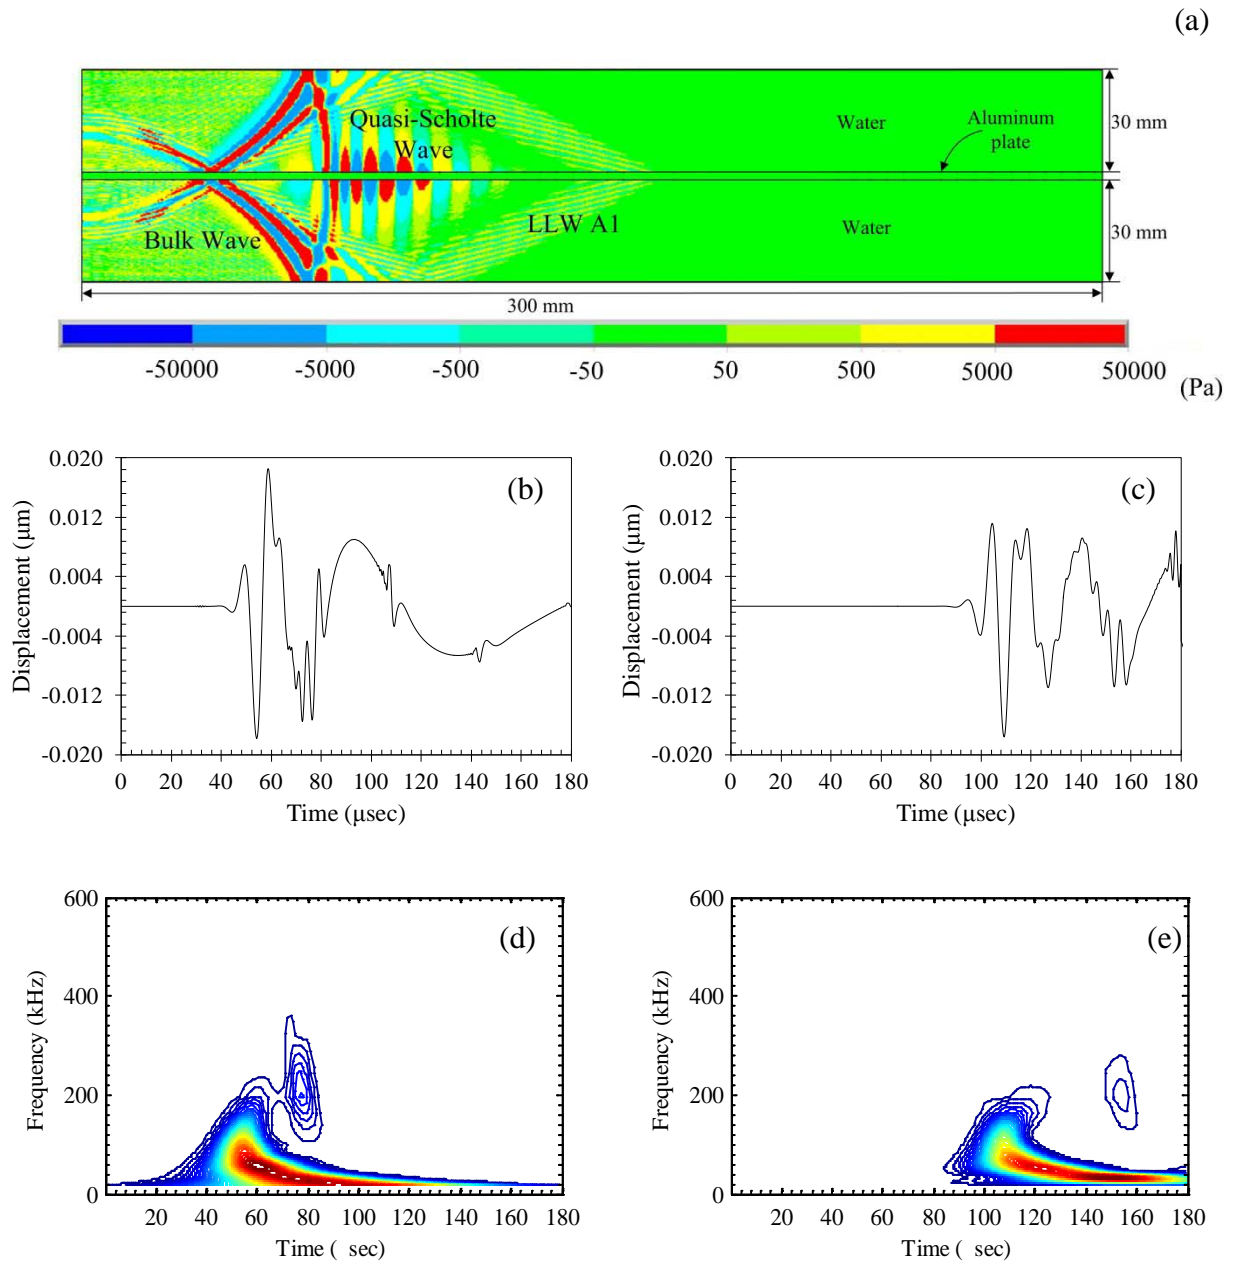 (a)
Quasi-Scholte
Wave
Water
Aluminum
plate
30 mm
Bulk Wave
LLW A1
Water
30 mm
300 mm
-50000 -5000 -500 -50 50 500 5000 50000
(Pa)
(b)
0.020
0.012
0.004
-0.004
-0.012
-0.020
Displacement (μm)
0 20 40 60 80 100 120 140 160 180
Time (μsec)
(c)
0.020
0.012
0.004
-0.004
-0.012
-0.020
Displacement (μm)
0 20 40 60 80 100 120 140 160 180
Time (μsec)
(d)
600
400
200
0
Frequency (kHz)
20 40 60 80 100 120 140 160 180
Time ( sec)
(e)
600
400
200
0
Frequency (kHz)
20 40 60 80 100 120 140 160 180
Time ( sec)